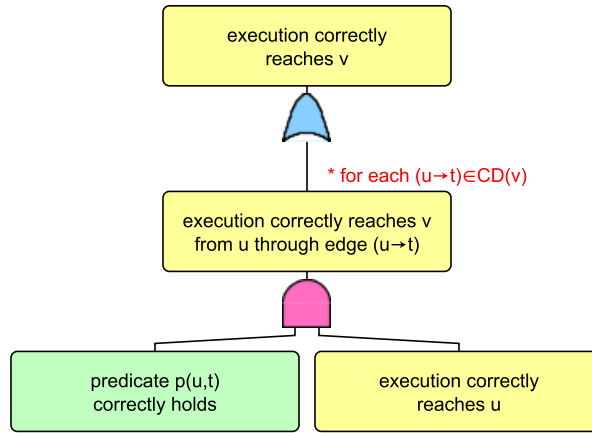 execution correctly
reaches v
* for each (u→t)∈CD(v)
execution correctly reaches v
from u through edge (u→t)
predicate p(u,t)
correctly holds
execution correctly
reaches u